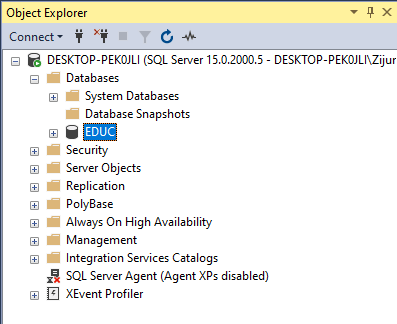 Object Explorer
Connect
DESKTOP-PEK0JLI (SQL Server 15.0.2000.5 - DESKTOP-PEK0JLI\Zijur
Databases
System Databases
Database Snapshots
EDUC
Security
Server Objects
Replication
PolyBase
Always On High Availability
Management
Integration Services Catalogs
SQL Server Agent (Agent XPs disabled)
XEvent Profiler